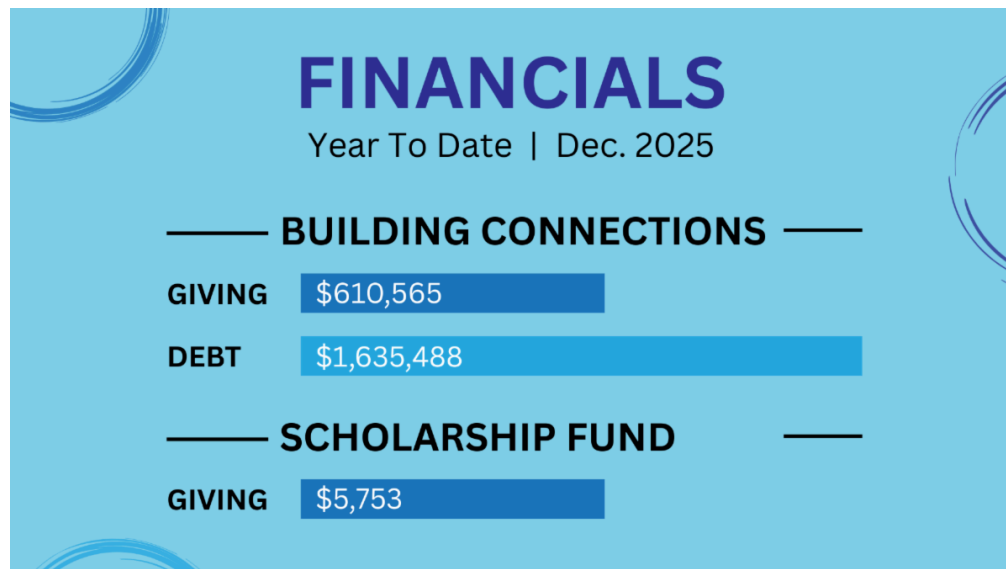 FINANCIALS
Year To Date | Dec. 2025
BUILDING CONNECTIONS
GIVING $610,565
DEBT $1,635,488
SCHOLARSHIP FUND
GIVING $5,753